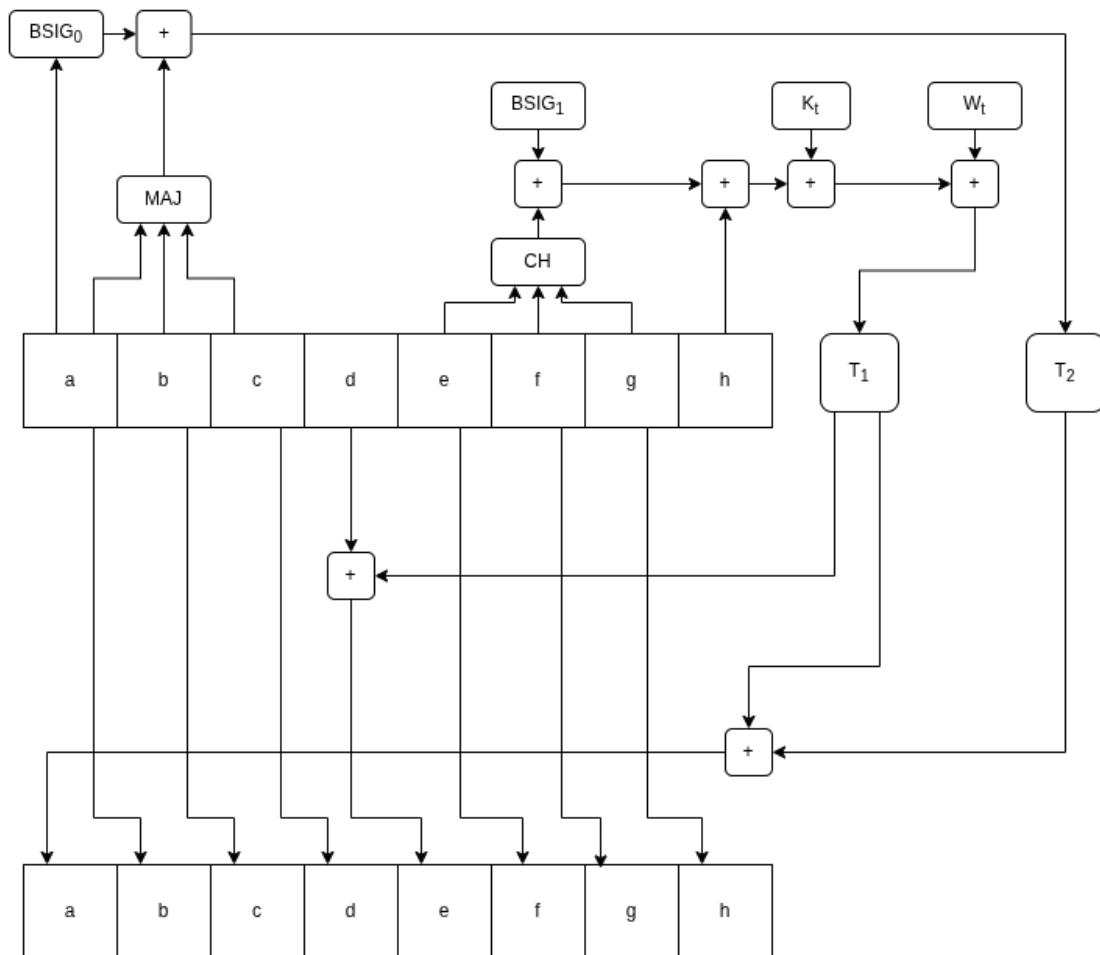 BSIG0 +
BSIG1 Kt Wt
+ + + +
MAJ
CH
a b c d e f g h T1 T2
+
+
a b c d e f g h